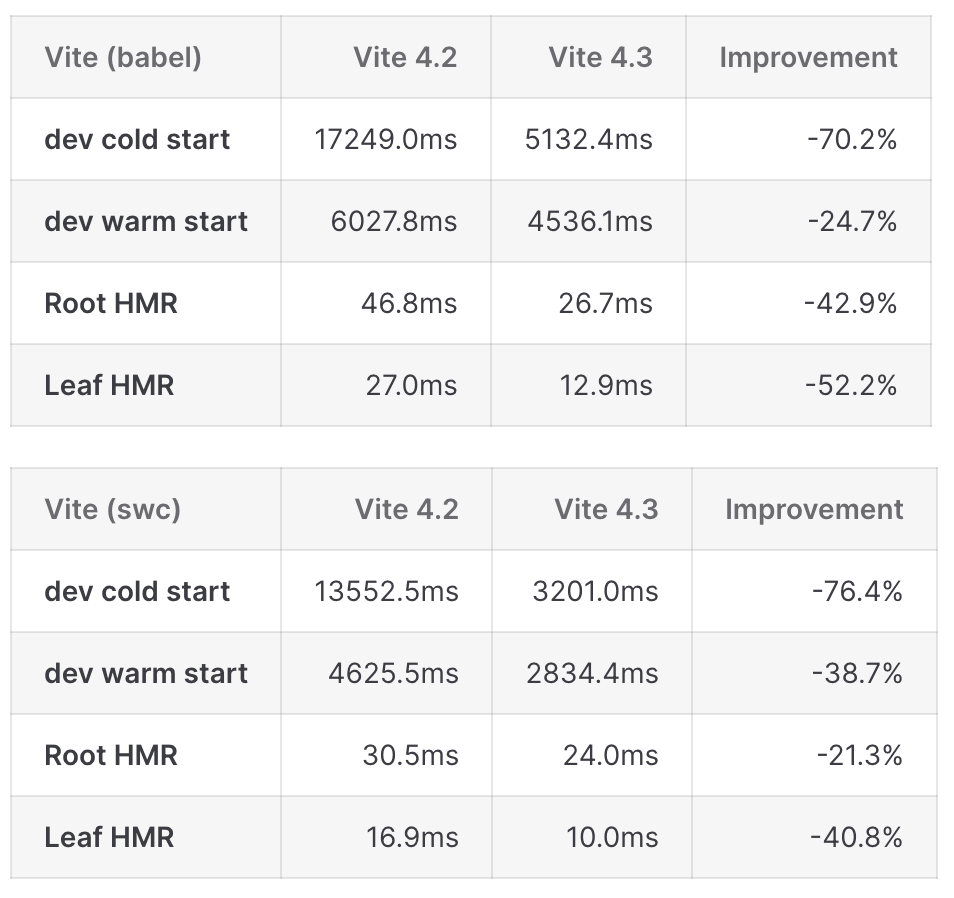 Vite (babel) Vite 4.2 Vite 4.3 Improvement
dev cold start 17249.0ms 5132.4ms -70.2%
dev warm start 6027.8ms 4536.1ms -24.7%
Root HMR 46.8ms 26.7ms -42.9%
Leaf HMR 27.0ms 12.9ms -52.2%
Vite (swc) Vite 4.2 Vite 4.3 Improvement
dev cold start 13552.5ms 3201.0ms -76.4%
dev warm start 4625.5ms 2834.4ms -38.7%
Root HMR 30.5ms 24.0ms -21.3%
Leaf HMR 16.9ms 10.0ms -40.8%